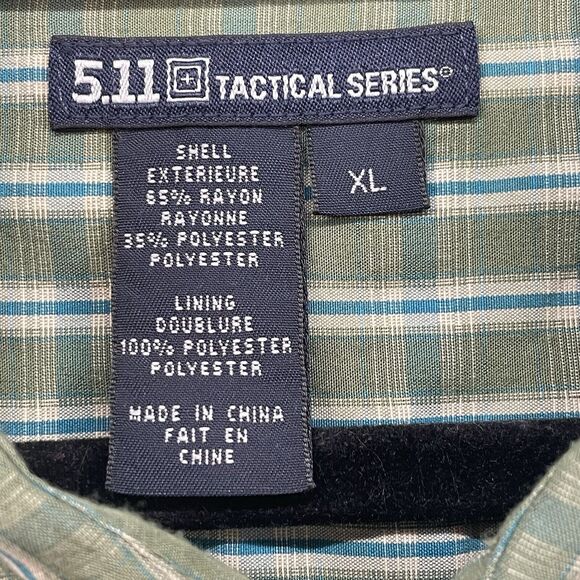 5.11 TACTICAL SERIES®
XL
SHELL
EXTERIEURE
65% RAYON
RAYONNE
35% POLYESTER
POLYESTER
LINING
DOUBLURE
100% POLYESTER
POLYESTER
MADE IN CHINA
FAIT EN
CHINE